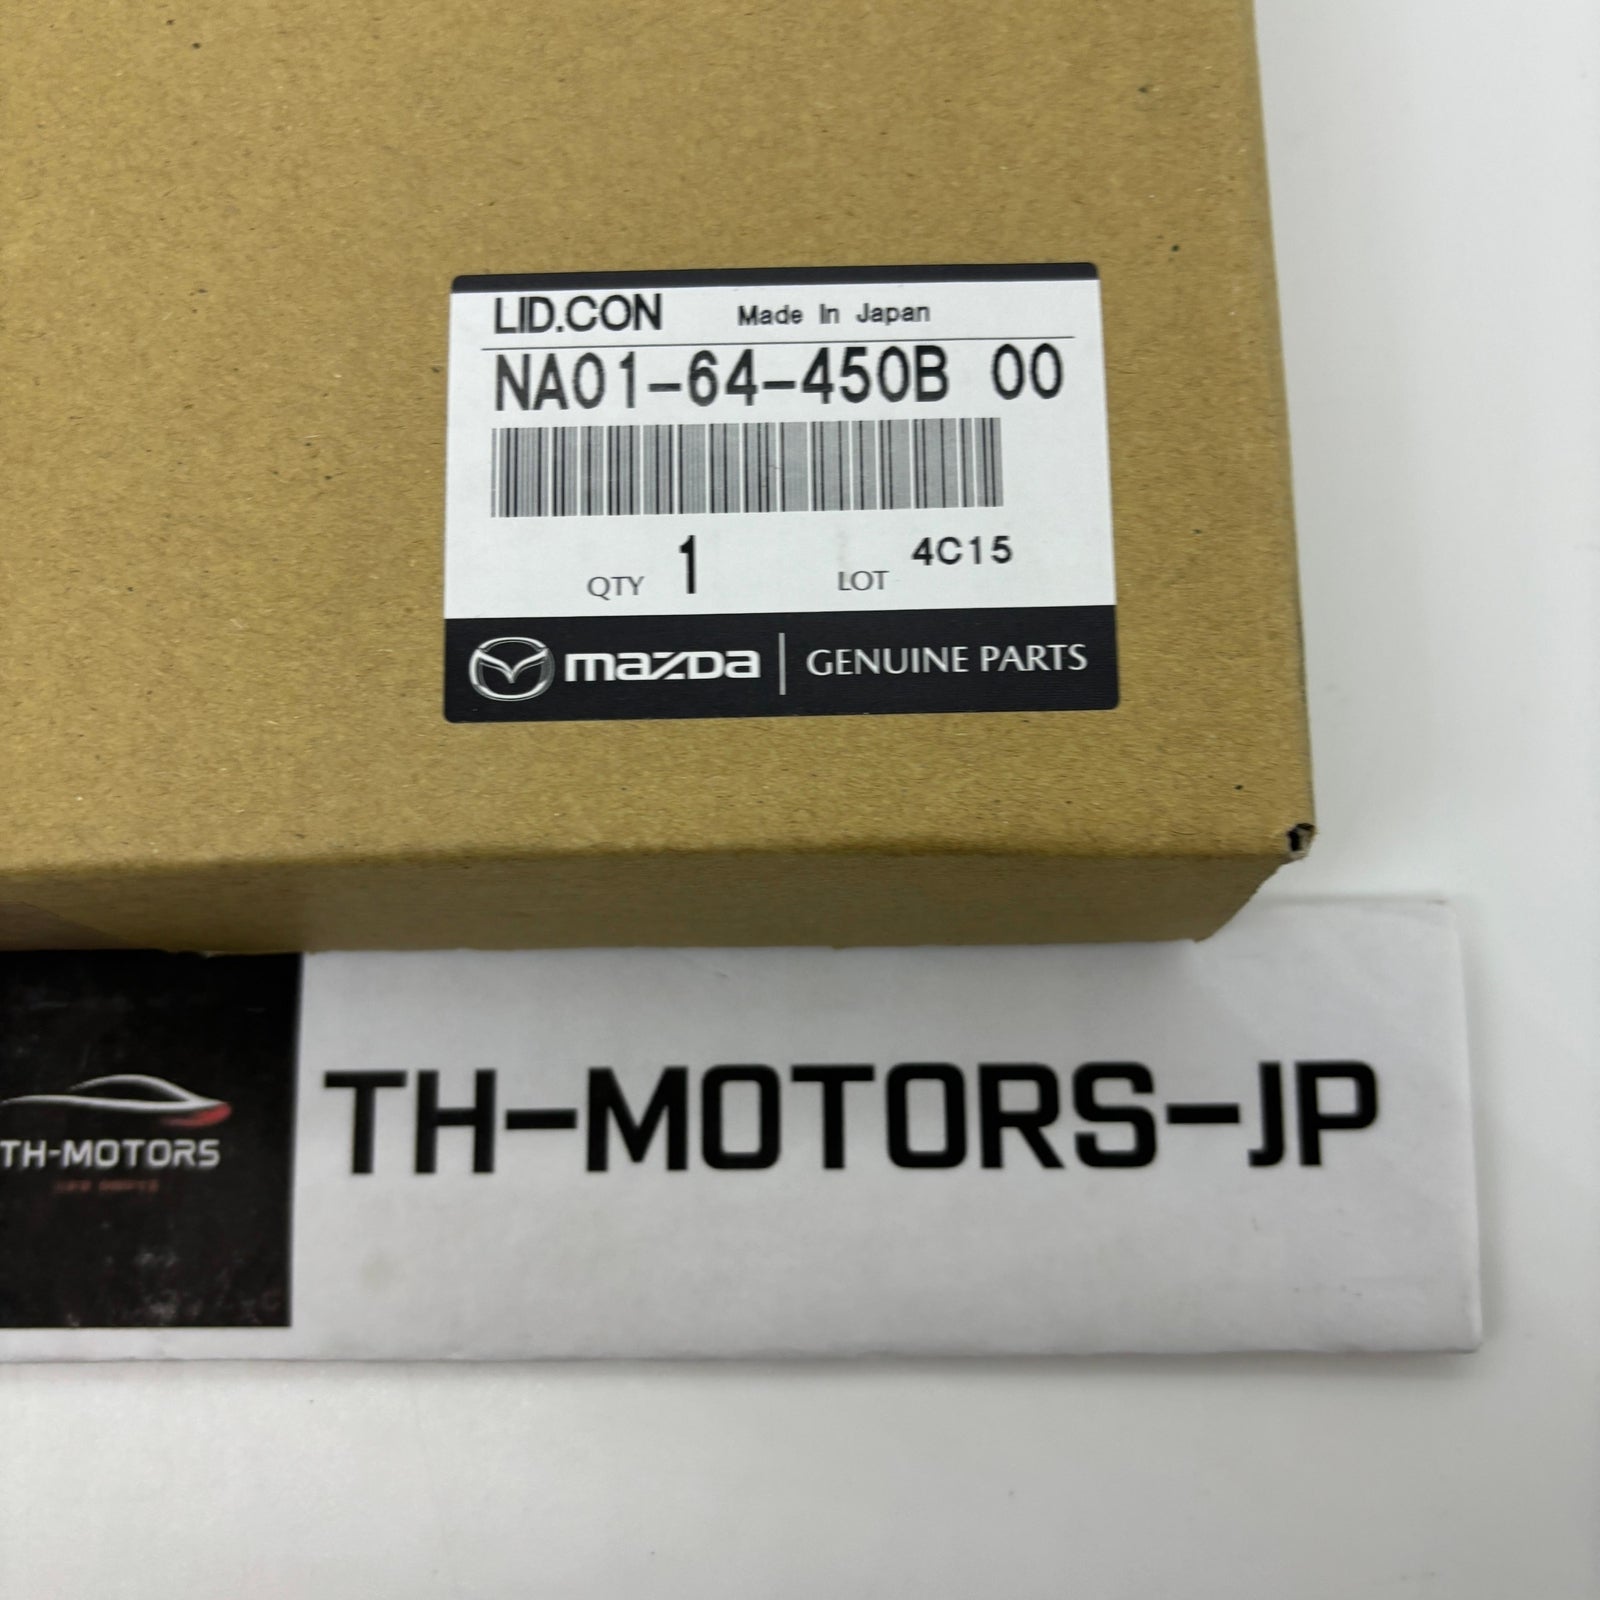 LID.CON Made In Japan
NA01-64-450B 00
QTY 1 LOT 4C15
mazda GENUINE PARTS
TH-MOTORS-JP
TH-MOTORS